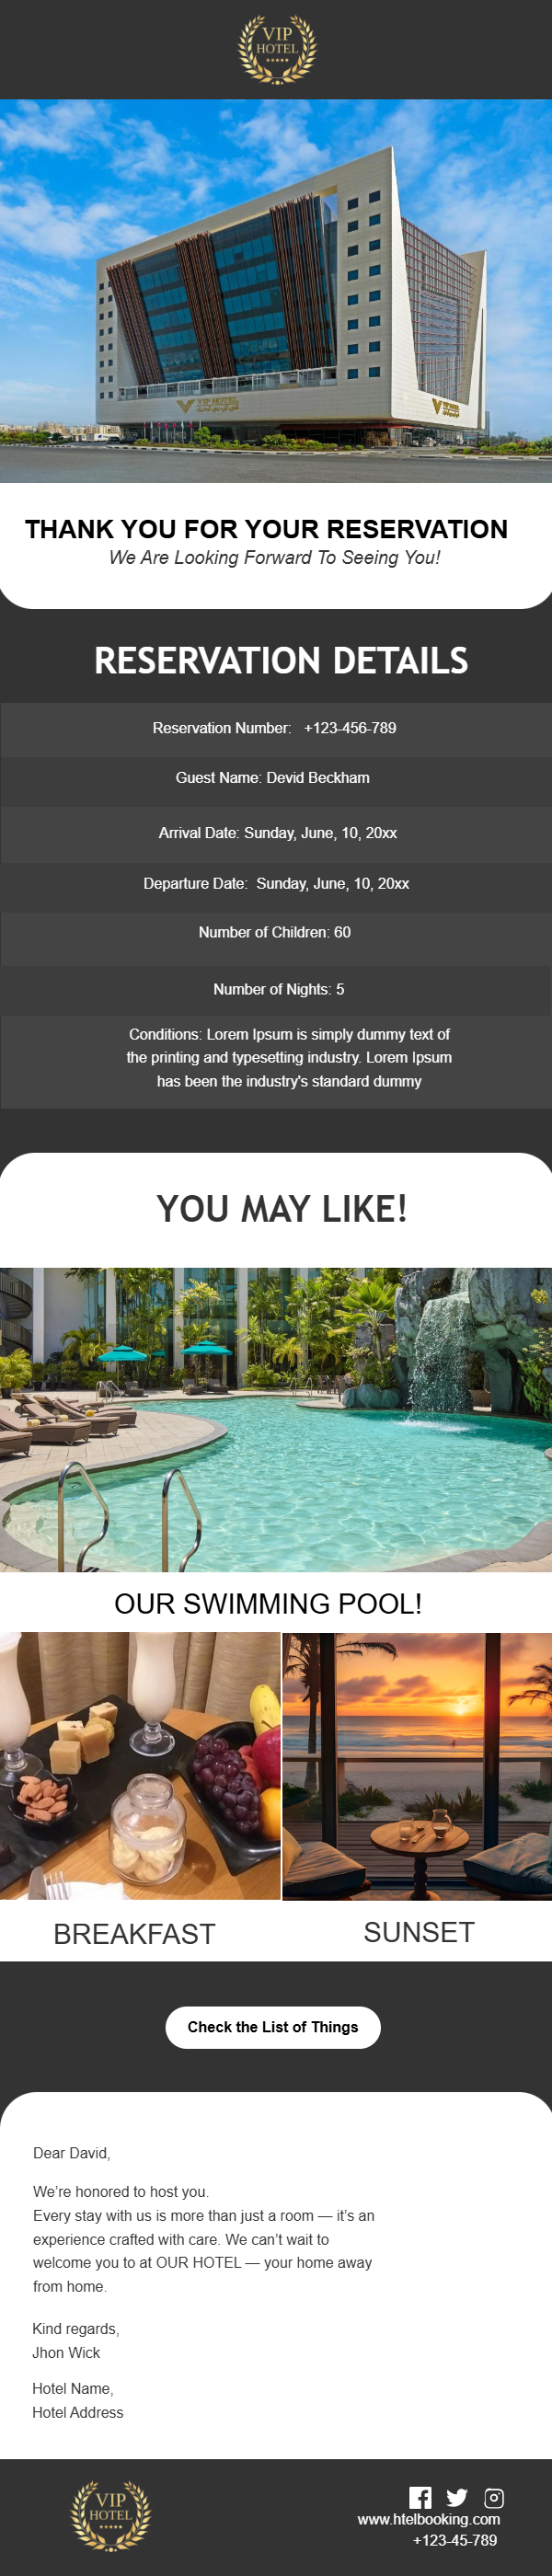 VIP
HOTEL
VIP HOTEL
THANK YOU FOR YOUR RESERVATION
We Are Looking Forward To Seeing You!
RESERVATION DETAILS
Reservation Number: +123-456-789
Guest Name: Devid Beckham
Arrival Date: Sunday, June, 10, 20xx
Departure Date: Sunday, June, 10, 20xx
Number of Children: 60
Number of Nights: 5
Conditions: Lorem Ipsum is simply dummy text of
the printing and typesetting industry. Lorem Ipsum
has been the industry's standard dummy
YOU MAY LIKE!
OUR SWIMMING POOL!
BREAKFAST
SUNSET
Check the List of Things
Dear David,
We’re honored to host you.
Every stay with us is more than just a room — it’s an
experience crafted with care. We can’t wait to
welcome you to at OUR HOTEL — your home away
from home.
Kind regards,
Jhon Wick
Hotel Name,
Hotel Address
VIP
HOTEL
www.htelbooking.com
+123-45-789